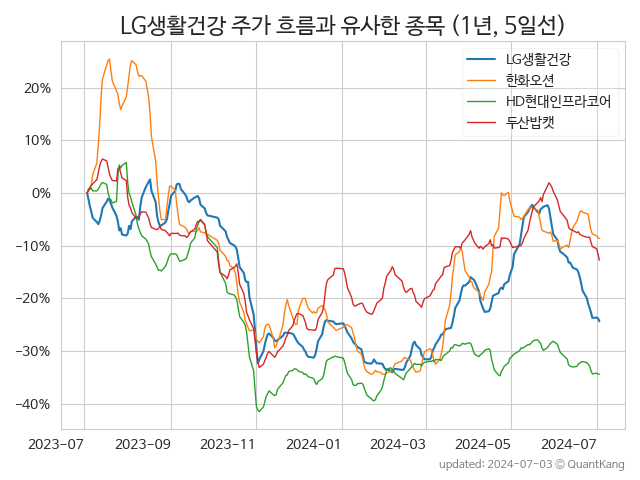 LG생활건강 주가 흐름과 유사한 종목 (1년, 5일선)
LG생활건강
한화오션
HD현대인프라코어
두산밥캣
20%
10%
0%
−10%
−20%
−30%
−40%
2023-07 2023-09 2023-11 2024-01 2024-03 2024-05 2024-07
updated: 2024-07-03 © QuantKang